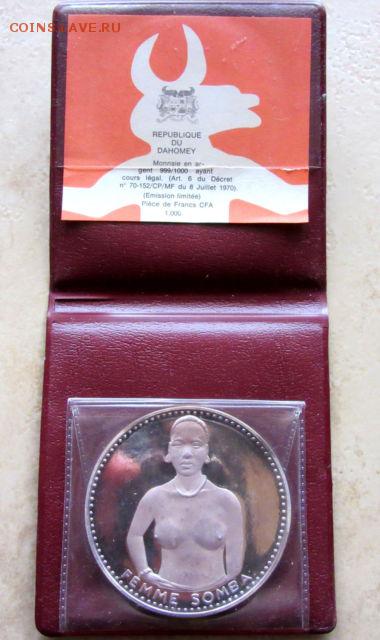 COINSCAVE.RU
REPUBLIQUE
DU
DAHOMEY
Monnaie en ar-
gent 999/1000 ayant
cours légal. (Art. 6 du Décret
n° 70-152/CP/MF du 8 Juillet 1970).
(Emission limitée)
Pièce de Francs CFA
1.000
FEMME SOMBA